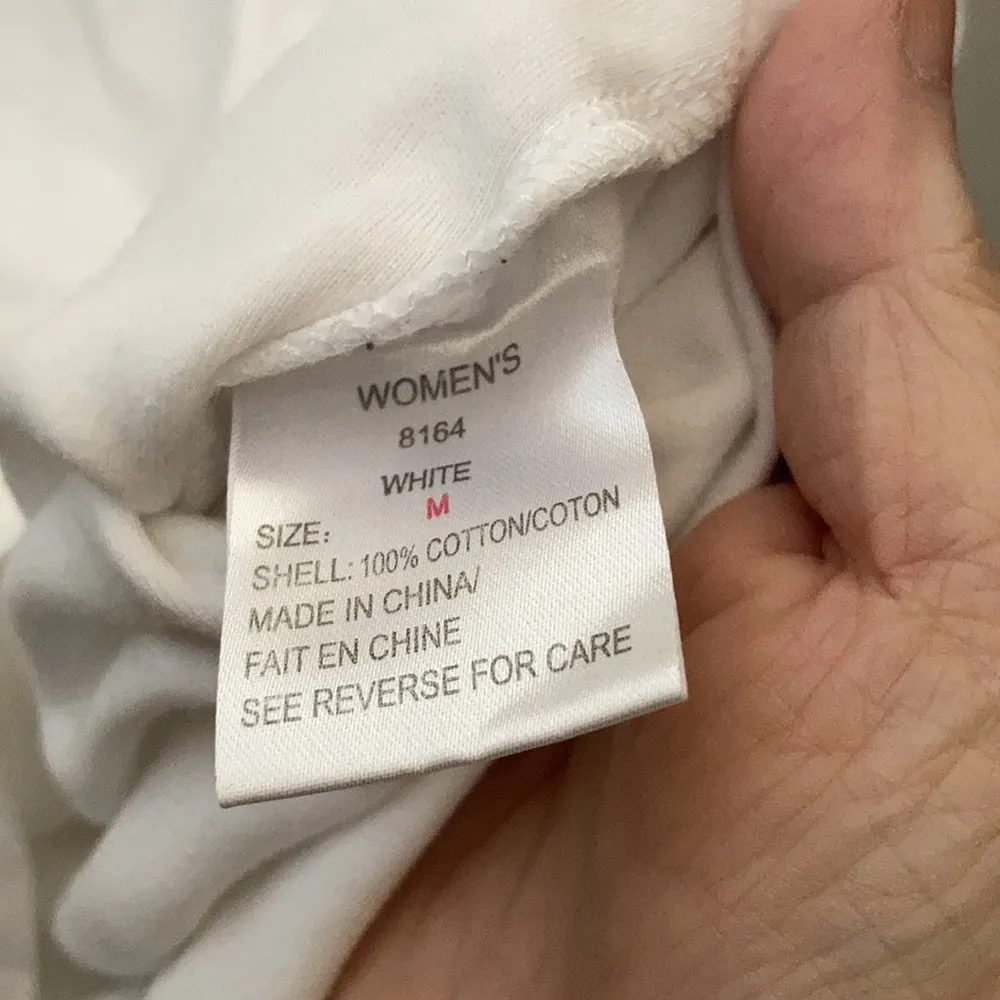 WOMEN'S
8164
WHITE
M
SIZE:
SHELL: 100% COTTON/COTON
MADE IN CHINA/
FAIT EN CHINE
SEE REVERSE FOR CARE